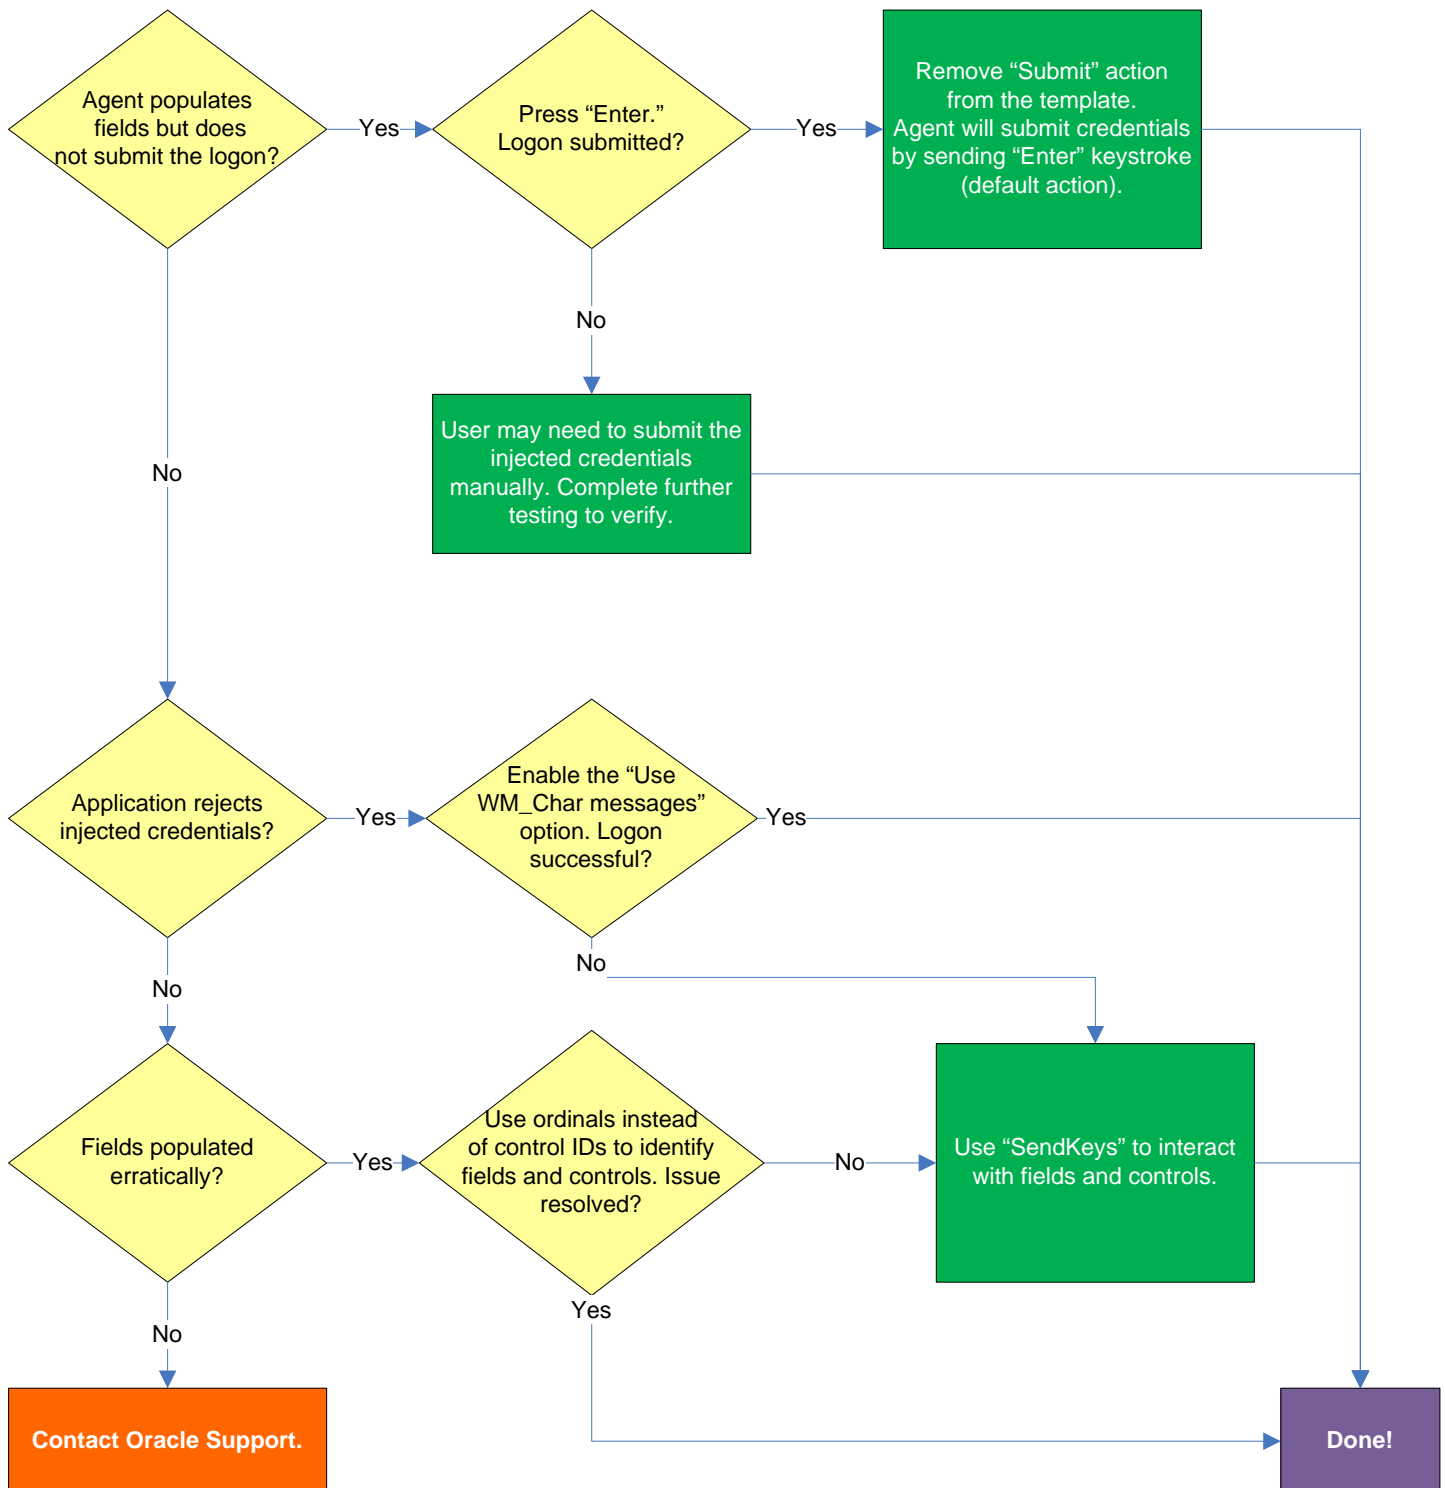 Agent populates
fields but does
not submit the logon?
Yes
Press “Enter.”
Logon submitted?
Yes
Remove “Submit” action
from the template.
Agent will submit credentials
by sending “Enter” keystroke
(default action).
No
No
User may need to submit the
injected credentials
manually. Complete further
testing to verify.
Application rejects
injected credentials?
Yes
Enable the “Use
WM_Char messages”
option. Logon
successful?
Yes
No
No
Fields populated
erratically?
Yes
Use ordinals instead
of control IDs to identify
fields and controls. Issue
resolved?
No
Use “SendKeys” to interact
with fields and controls.
Yes
No
Contact Oracle Support.
Done!